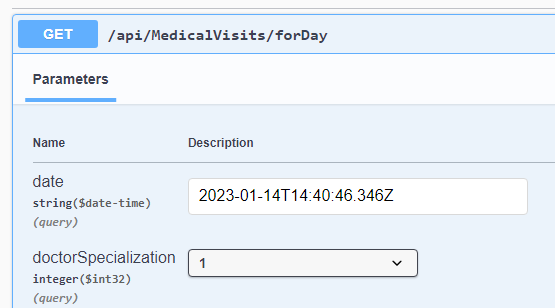 GET /api/MedicalVisits/forDay
Parameters
Name Description
date
string($date-time)
(query)
2023-01-14T14:40:46.346Z
doctorSpecialization
integer($int32)
(query)
1